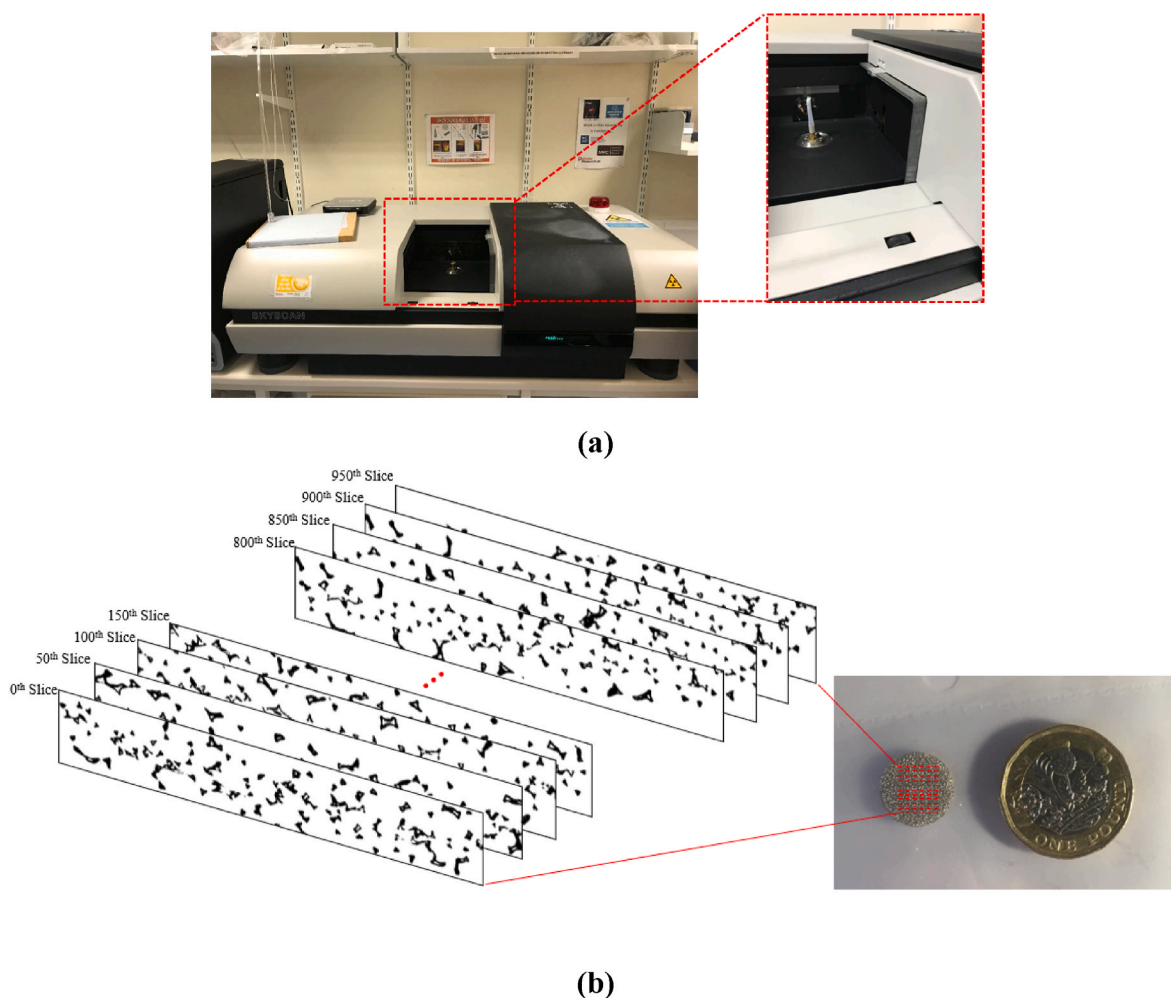 SKYSCAN
(a)
950th Slice
900th Slice
850th Slice
800th Slice
150th Slice
100th Slice
50th Slice
0th Slice
ONE POUND
(b)